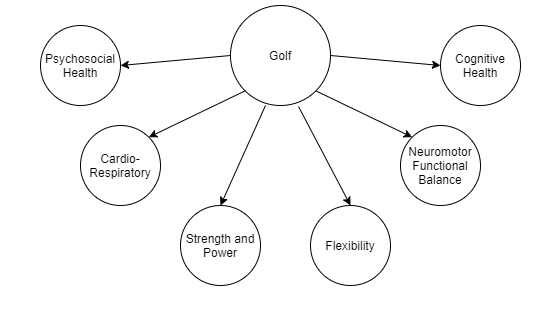 Golf
Psychosocial
Health
Cognitive
Health
Cardio-
Respiratory
Neuromotor
Functional
Balance
Strength and
Power
Flexibility